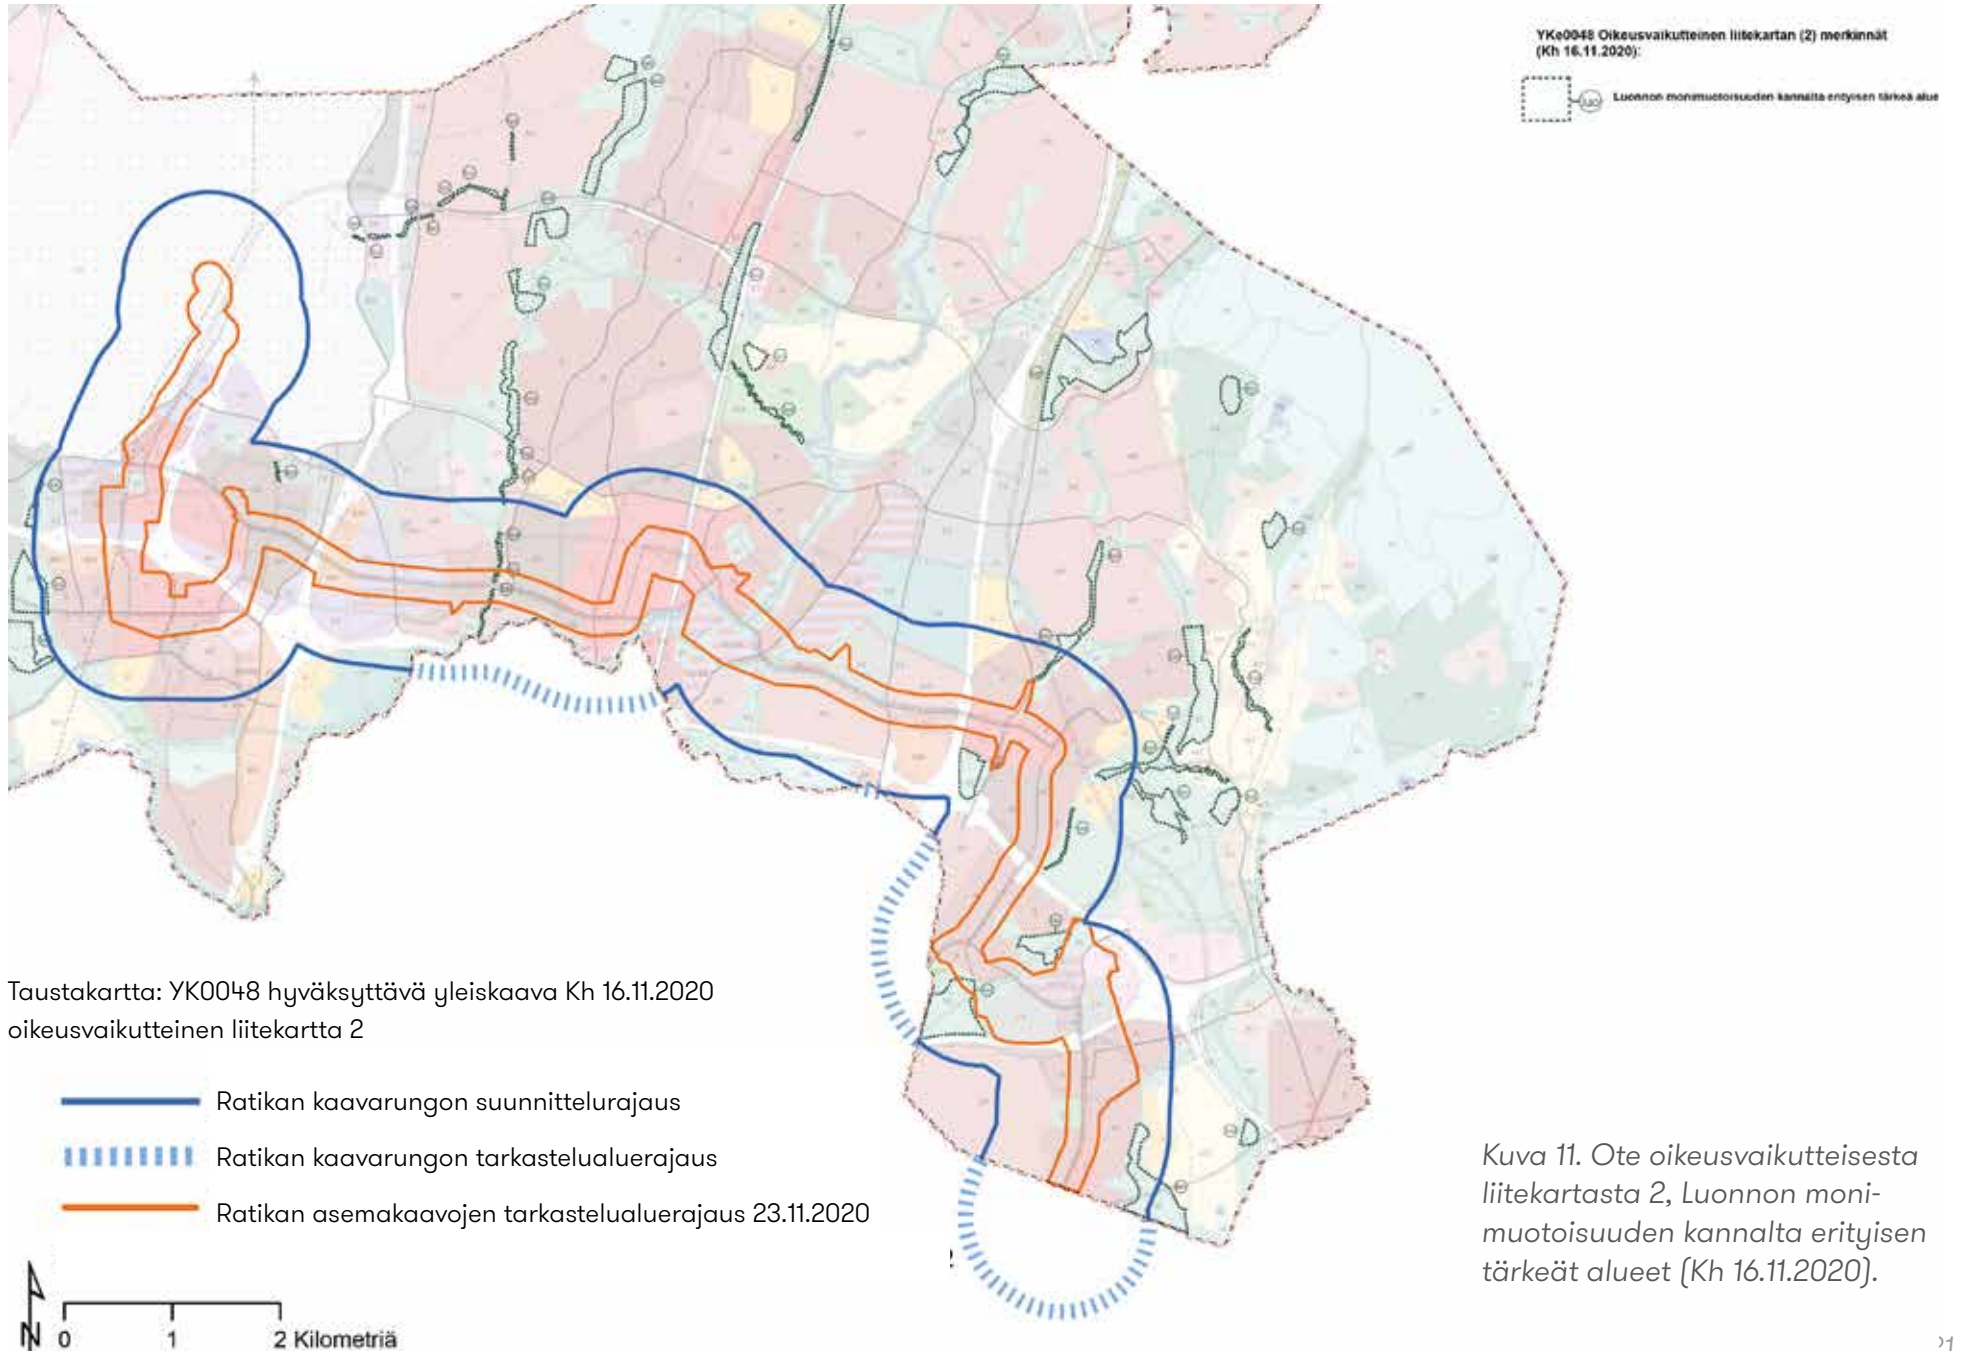 YKe0048 Oikeusvaikutteinen liitekartan (2) merkinnät
(Kh 16.11.2020):
luo Luonnon monimuotoisuuden kannalta erityisen tärkeä alue
Taustakartta: YK0048 hyväksyttävä yleiskaava Kh 16.11.2020
oikeusvaikutteinen liitekartta 2
Ratikan kaavarungon suunnittelurajaus
Ratikan kaavarungon tarkastelualuerajaus
Ratikan asemakaavojen tarkastelualuerajaus 23.11.2020
N
0 1 2 Kilometriä
Kuva 11. Ote oikeusvaikutteisesta
liitekartasta 2, Luonnon moni-
muotoisuuden kannalta erityisen
tärkeät alueet (Kh 16.11.2020).
21